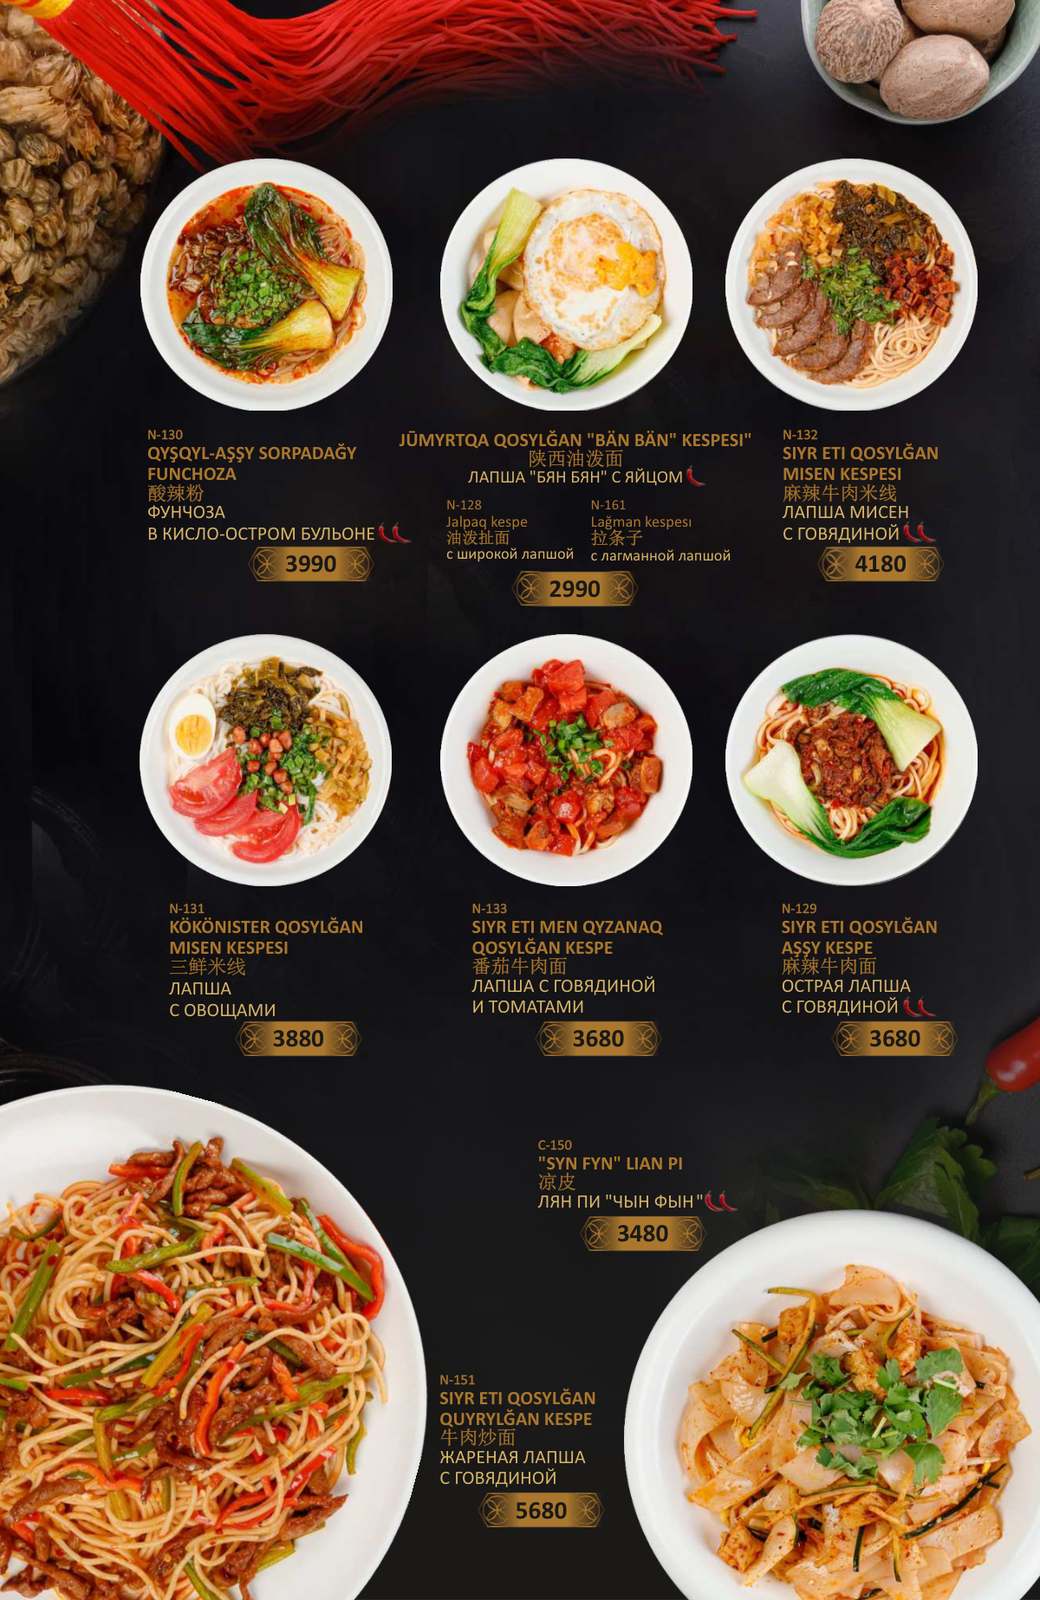 N-130
QYŞQYL-AŞŞY SORPADAĞY
FUNCHOZA
酸辣粉
ФУНЧОЗА
В КИСЛО-ОСТРОМ БУЛЬОНЕ
3990
JŪMYRTQA QOSYLĞAN "BÄN BÄN" KESPESI"
陕西油泼面
ЛАПША "БЯН БЯН" С ЯЙЦОМ
N-128
Jalpaq kespe
油泼扯面
с широкой лапшой
N-161
Lağman kespesı
拉条子
с лагманной лапшой
2990
N-132
SIYR ETI QOSYLĞAN
MISEN KESPESI
麻辣牛肉米线
ЛАПША МИСЕН
С ГОВЯДИНОЙ
4180
N-131
KÖKÖNISTER QOSYLĞAN
MISEN KESPESI
三鲜米线
ЛАПША
С ОВОЩАМИ
3880
N-133
SIYR ETI MEN QYZANAQ
QOSYLĞAN KESPE
番茄牛肉面
ЛАПША С ГОВЯДИНОЙ
И ТОМАТАМИ
3680
N-129
SIYR ETI QOSYLĞAN
AŞŞY KESPE
麻辣牛肉面
ОСТРАЯ ЛАПША
С ГОВЯДИНОЙ
3680
C-150
"SYN FYN" LIAN PI
凉皮
ЛЯН ПИ "ЧЫН ФЫН"
3480
N-151
SIYR ETI QOSYLĞAN
QUYRYLĞAN KESPE
牛肉炒面
ЖАРЕНАЯ ЛАПША
С ГОВЯДИНОЙ
5680